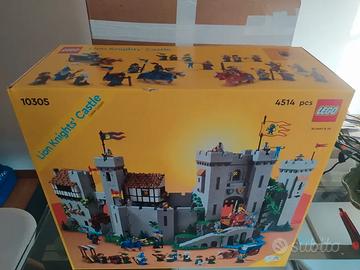 LEGO
Lion Knights' Castle
10305
4514 pcs
LEGO
Lion Knights' Castle
subito